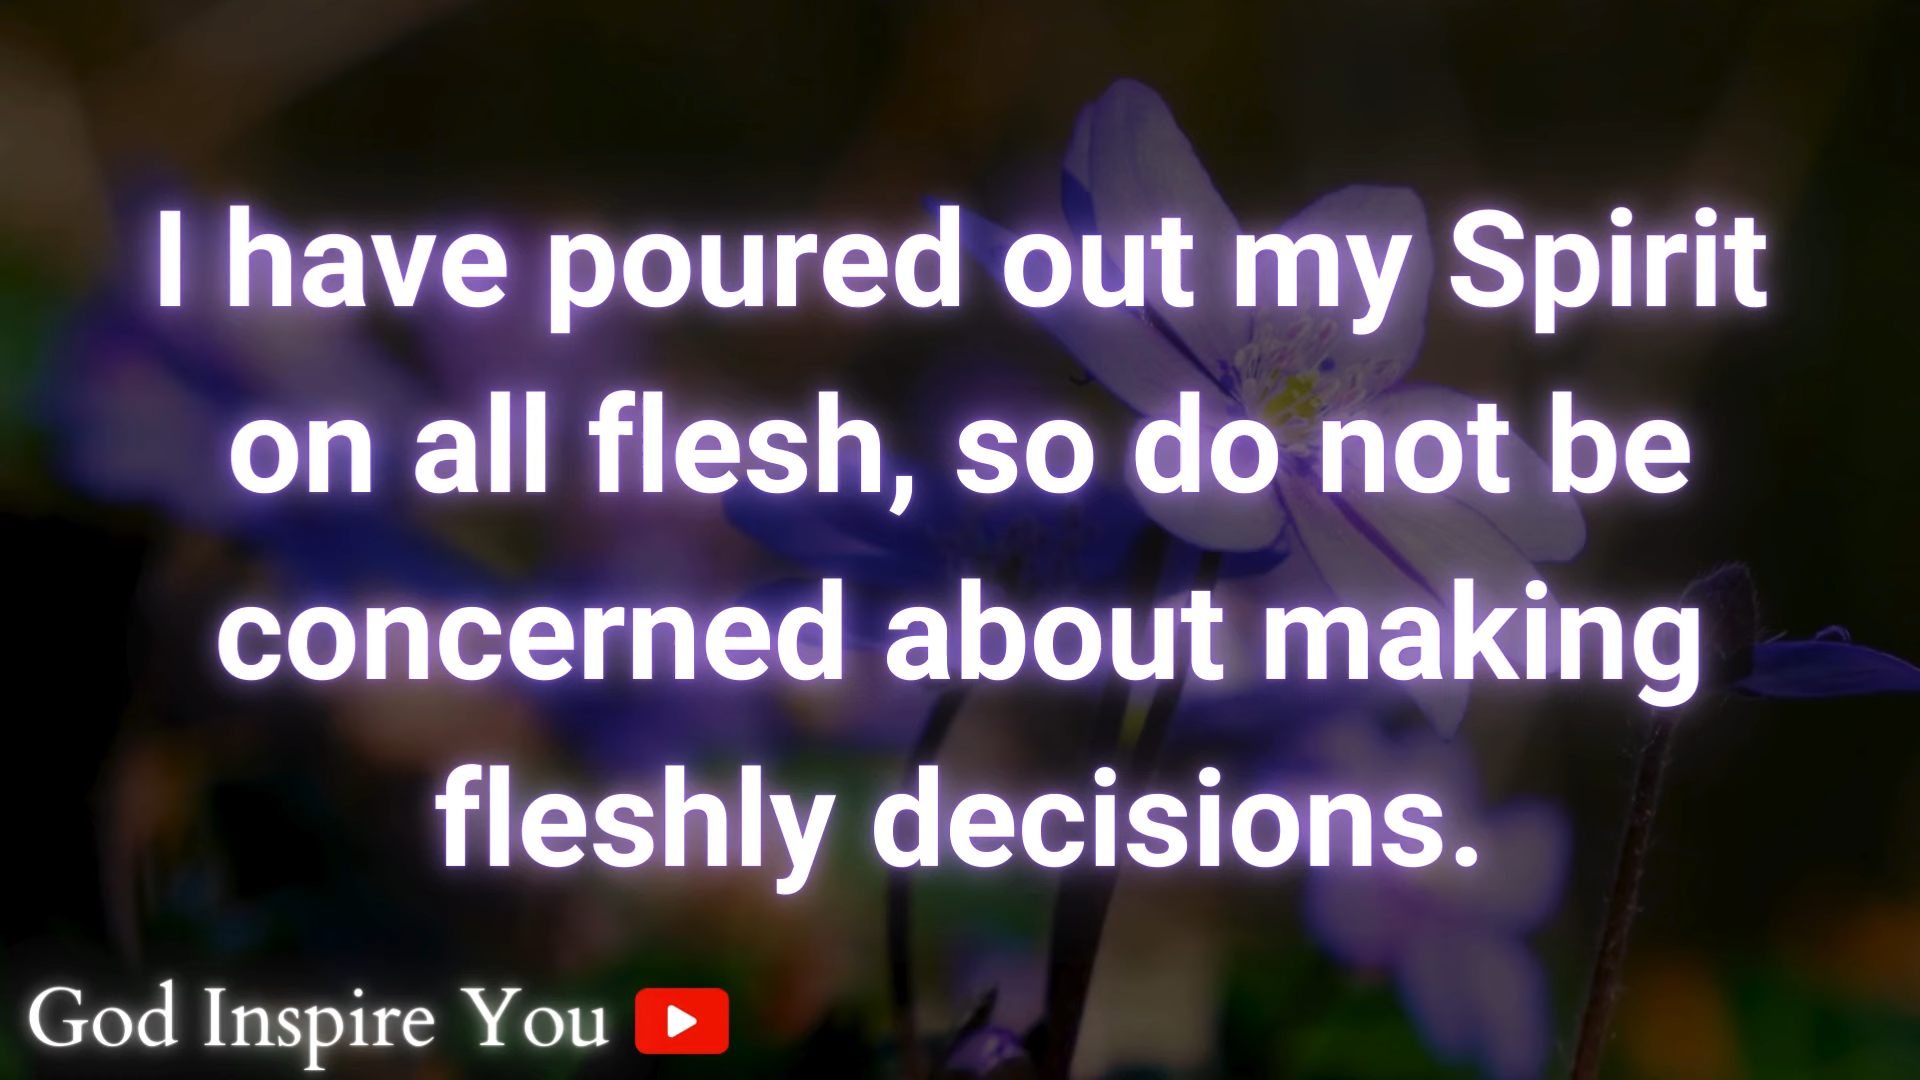 I have poured out my Spirit
on all flesh, so do not be
concerned about making
fleshly decisions.
God Inspire You